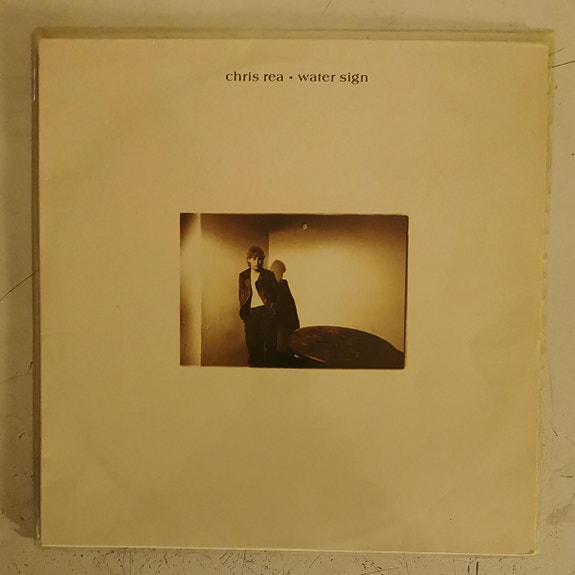 chris rea • water sign